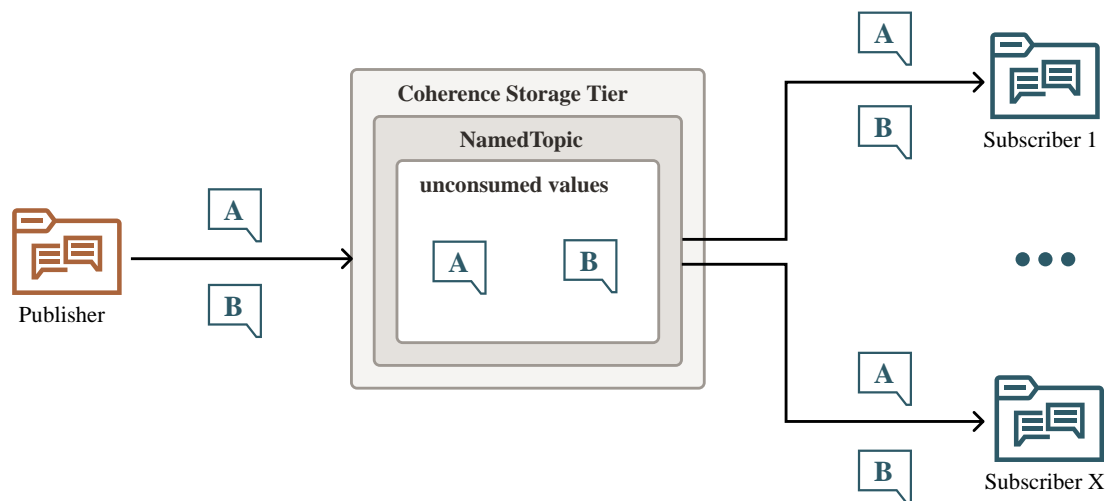 A
Coherence Storage Tier
B
Subscriber 1
NamedTopic
unconsumed values
A
A
B
B
Publisher
A
B
Subscriber X